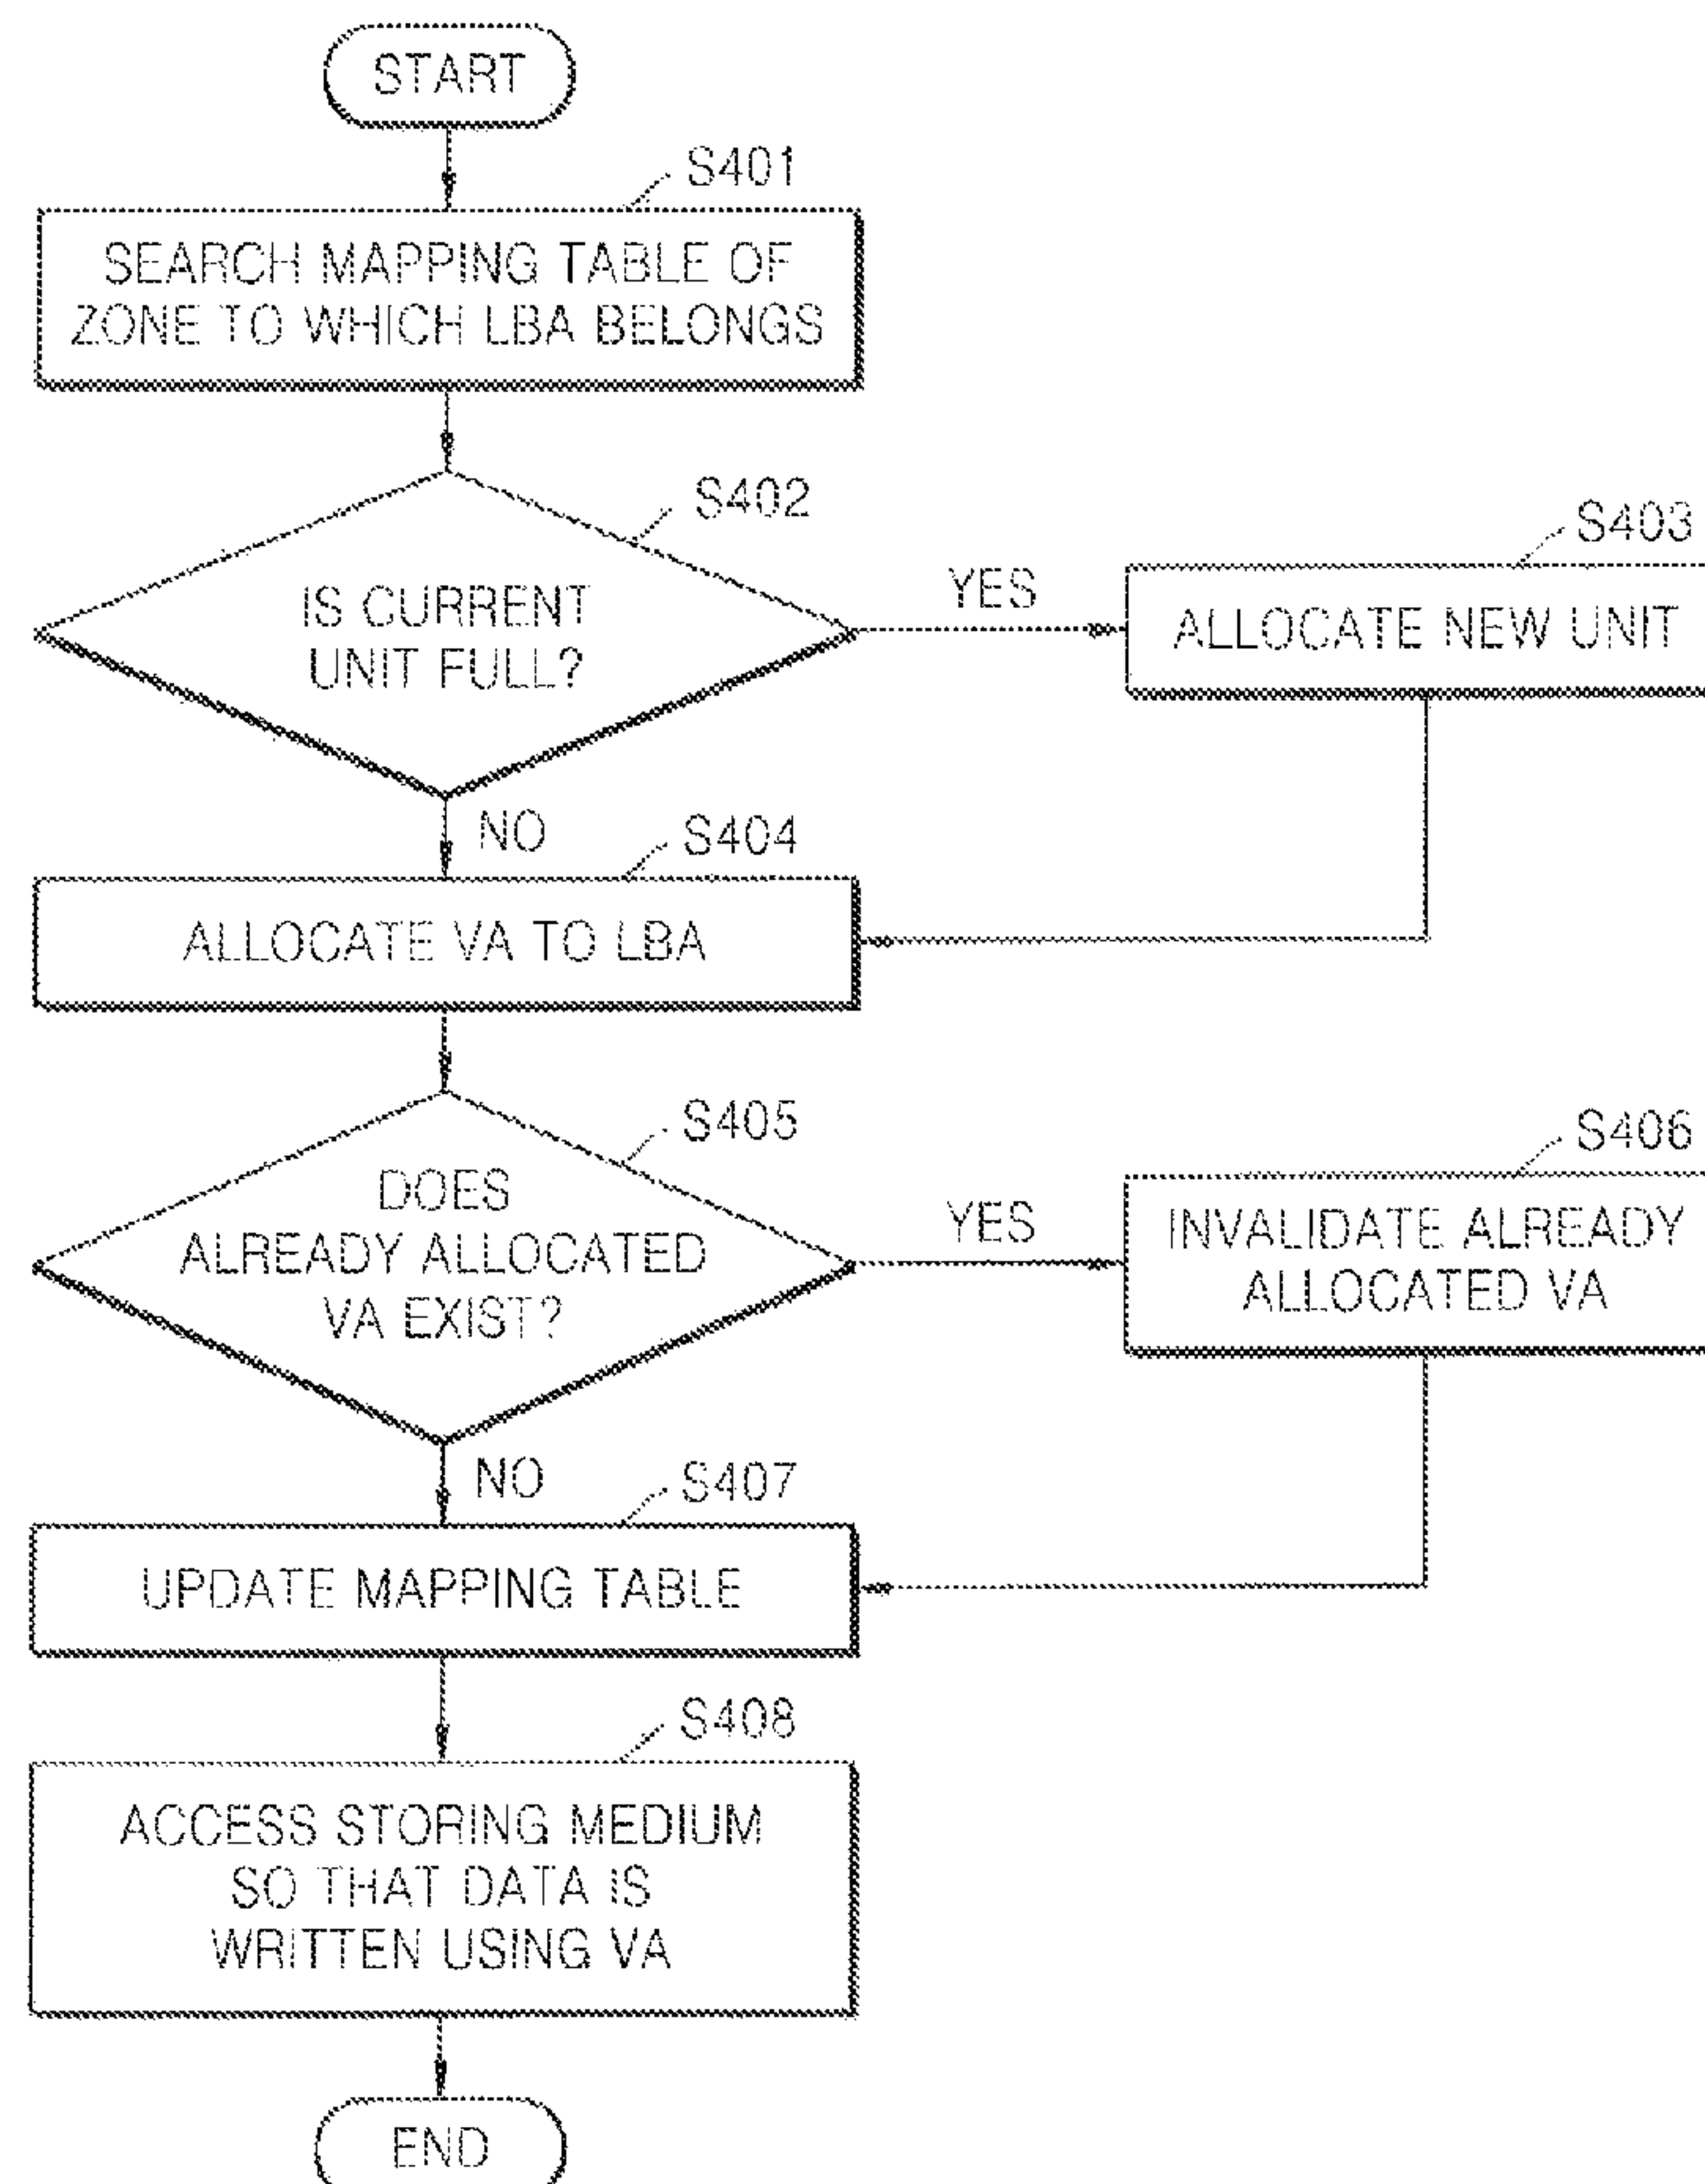 START
S401
SEARCH MAPPING TABLE OF
ZONE TO WHICH LBA BELONGS
S402
IS CURRENT
UNIT FULL?
YES
S403
ALLOCATE NEW UNIT
NO
S404
ALLOCATE VA TO LBA
S405
DOES
ALREADY ALLOCATED
VA EXIST?
YES
S406
INVALIDATE ALREADY
ALLOCATED VA
NO
S407
UPDATE MAPPING TABLE
S408
ACCESS STORING MEDIUM
SO THAT DATA IS
WRITTEN USING VA
END